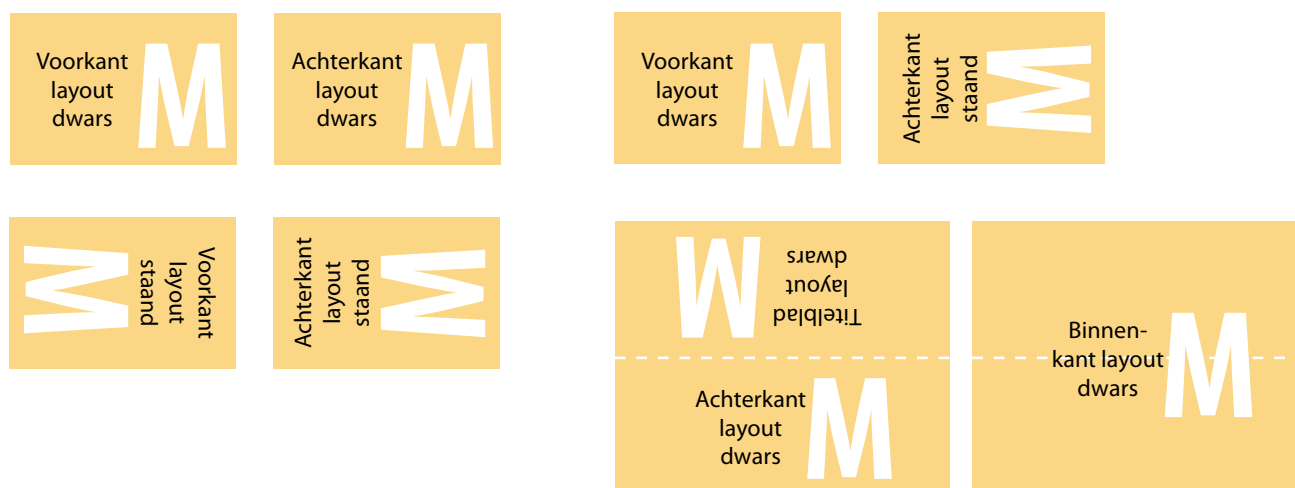 Voorkant
layout
dwars
M
Achterkant
layout
dwars
M
Voorkant
layout
dwars
M
Achterkant
layout
staand
M
Voorkant
layout
staand
M
Achterkant
layout
staand
M
Titelblad
layout
dwars
M
Achterkant
layout
dwars
M
Binnen-
kant layout
dwars
M